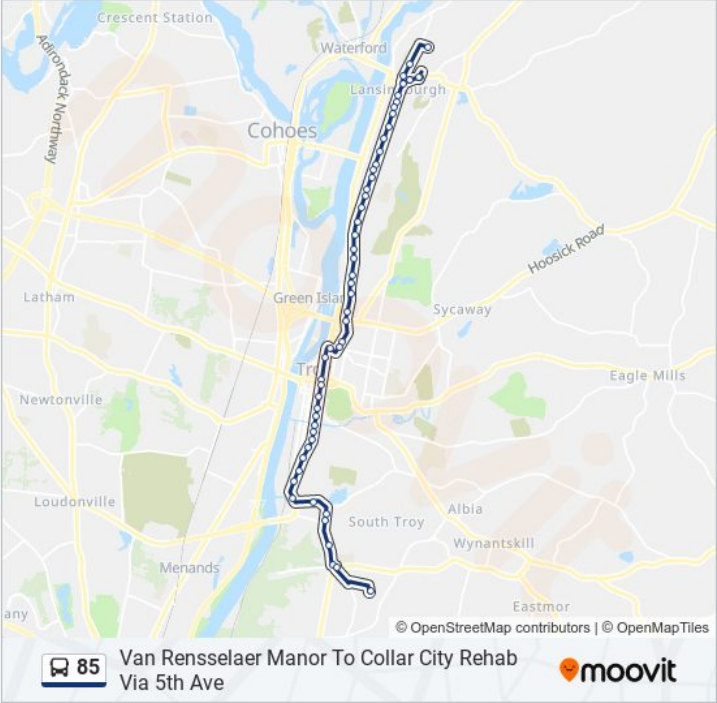 Crescent Station
Waterford
Adirondack Northway
Lansingburgh
Cohoes
Hoosick Road
Latham
Green Island
Sycaway
Troy
Eagle Mills
Newtonville
Loudonville
Albia
South Troy
Wynantskill
Menands
Eastmor
any
© OpenStreetMap contributors | © OpenMapTiles
85
Van Rensselaer Manor To Collar City Rehab
Via 5th Ave
moovit